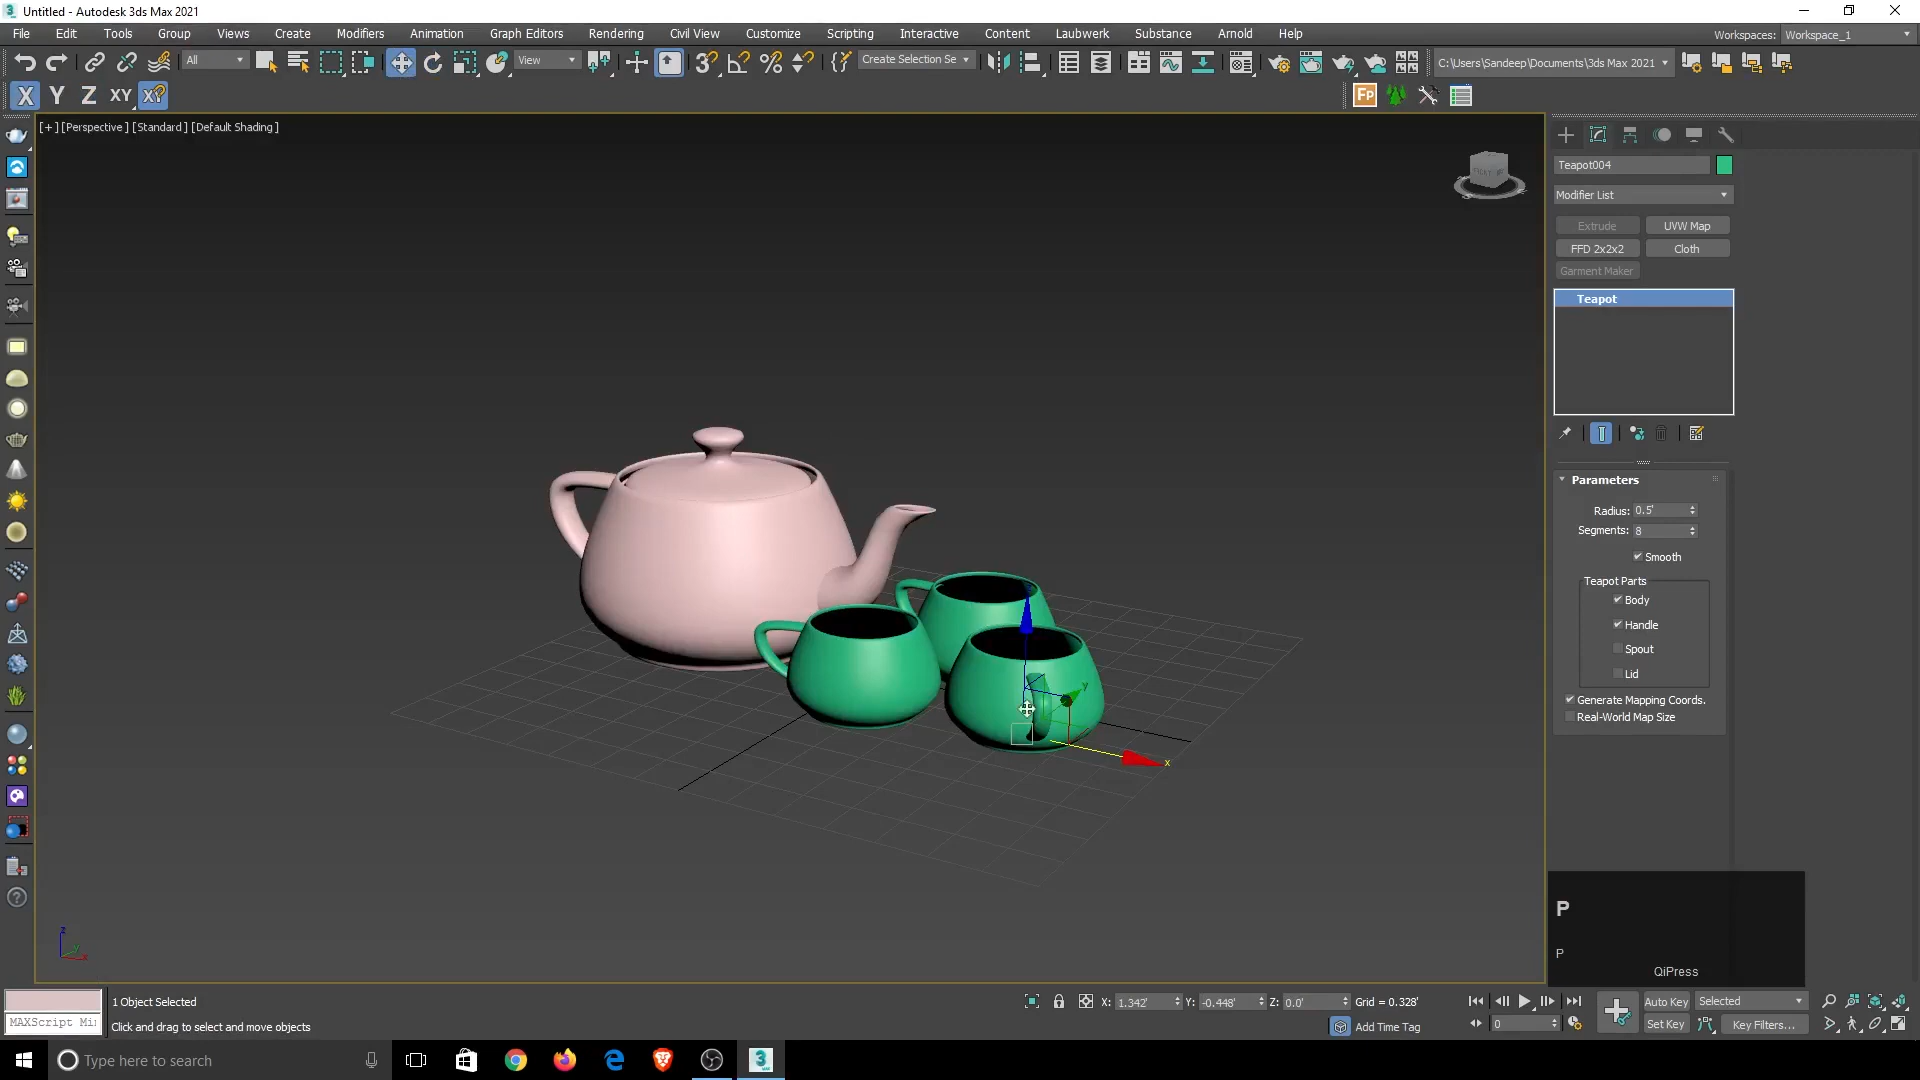 Untitled - Autodesk 3ds Max 2021
File Edit Tools Group Views Create Modifiers Animation Graph Editors Rendering Civil View Customize Scripting Interactive Content Laubwerk Substance Arnold Help Workspaces: Workspace_1
All View Create Selection Se C:\Users\Sandeep\Documents\3ds Max 2021
X Y Z XY XY Fp
[+] [Perspective] [Standard] [Default Shading]
Teapot004
Modifier List
Extrude UVW Map
FFD 2x2x2 Cloth
Garment Maker
Teapot
Parameters
Radius: 0.5'
Segments: 8
Smooth
Teapot Parts
Body
Handle
Spout
Lid
Generate Mapping Coords.
Real-World Map Size
y
x
P
P
QiPress
z
y
x
1 Object Selected X: 1.342' Y: -0.448' Z: 0.0' Grid = 0.328' Auto Key Selected
MAXScript Mi Click and drag to select and move objects Add Time Tag 0 Set Key Key Filters...
Type here to search
3